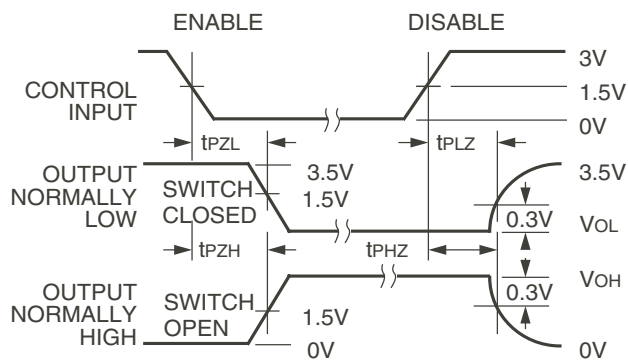 ENABLE
DISABLE
CONTROL
INPUT
3V
1.5V
0V
tPZL
tPLZ
OUTPUT
NORMALLY
LOW
SWITCH
CLOSED
3.5V
1.5V
3.5V
0.3V
VOL
tPZH
tPHZ
OUTPUT
NORMALLY
HIGH
SWITCH
OPEN
1.5V
0V
0.3V
VOH
0V